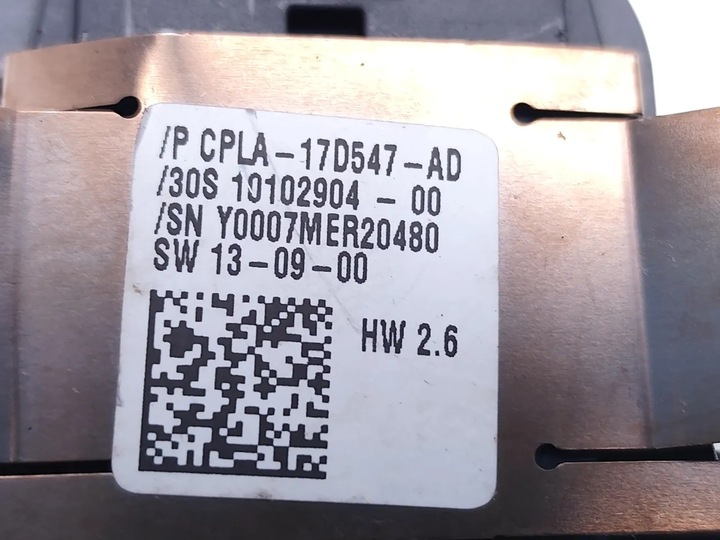 /P CPLA-17D547-AD
/30S 10102904 - 00
/SN Y0007MER20480
SW 13-09-00
HW 2.6